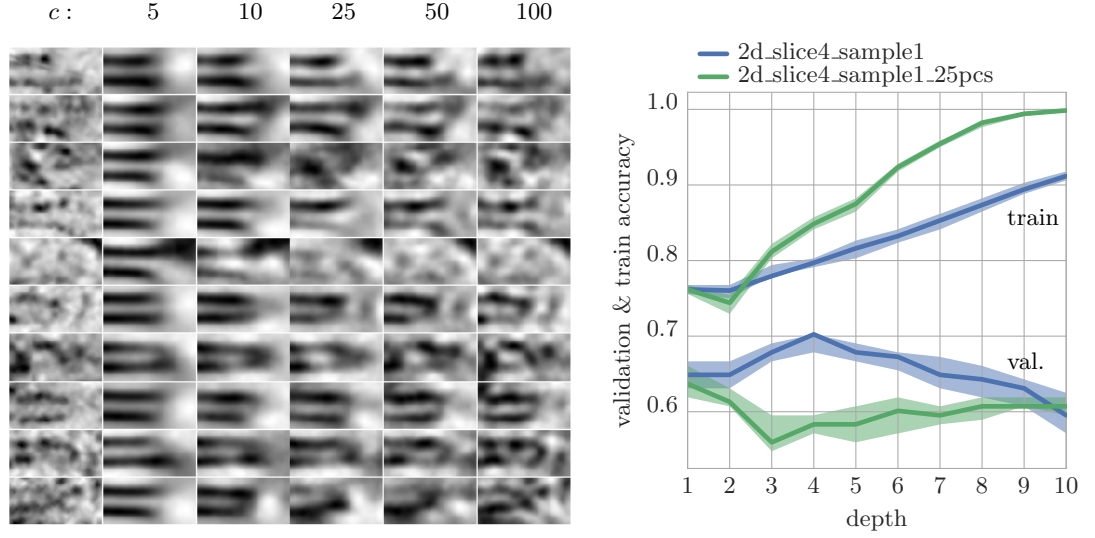 c : 5 10 25 50 100
2d_slice4_sample1
2d_slice4_sample1_25pcs
validation & train accuracy
1.0
0.9
0.8
0.7
0.6
train
val.
1 2 3 4 5 6 7 8 9 10
depth